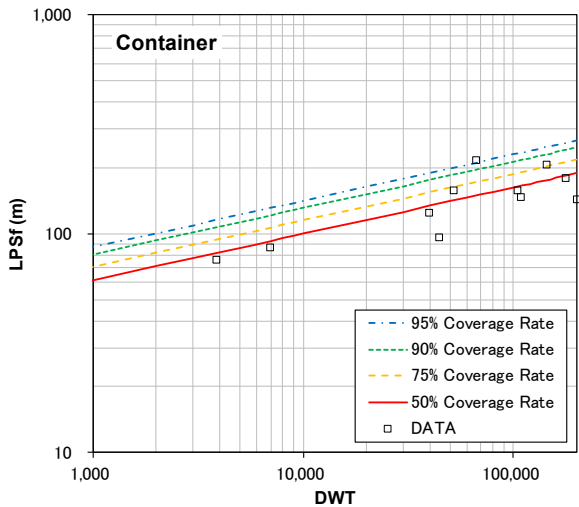 1,000
Container
100
LPSf (m)
95% Coverage Rate
90% Coverage Rate
75% Coverage Rate
50% Coverage Rate
DATA
10
1,000
10,000
100,000
DWT